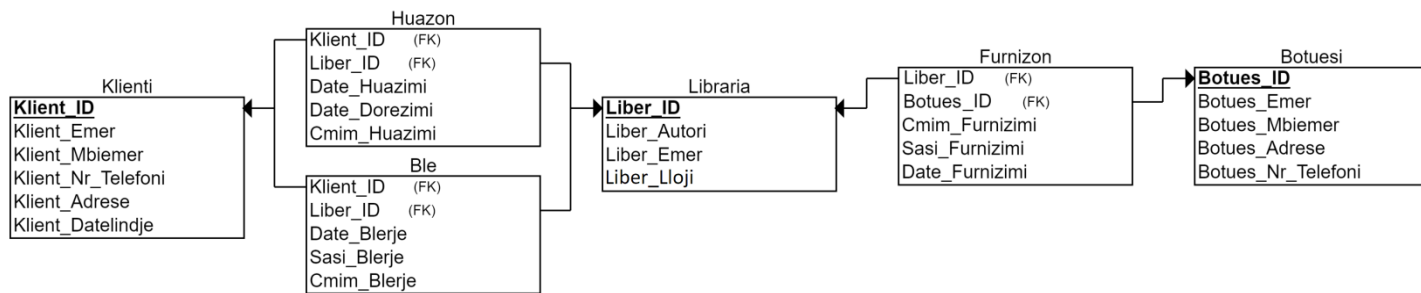 Klienti
Klient_ID
Klient_Emer
Klient_Mbiemer
Klient_Nr_Telefoni
Klient_Adrese
Klient_Datelindje
Huazon
Klient_ID (FK)
Liber_ID (FK)
Date_Huazimi
Date_Dorezimi
Cmim_Huazimi
Ble
Klient_ID (FK)
Liber_ID (FK)
Date_Blerje
Sasi_Blerje
Cmim_Blerje
Libraria
Liber_ID
Liber_Autori
Liber_Emer
Liber_Lloji
Furnizon
Liber_ID (FK)
Botues_ID (FK)
Cmim_Furnizimi
Sasi_Furnizimi
Date_Furnizimi
Botuesi
Botues_ID
Botues_Emer
Botues_Mbiemer
Botues_Adrese
Botues_Nr_Telefoni